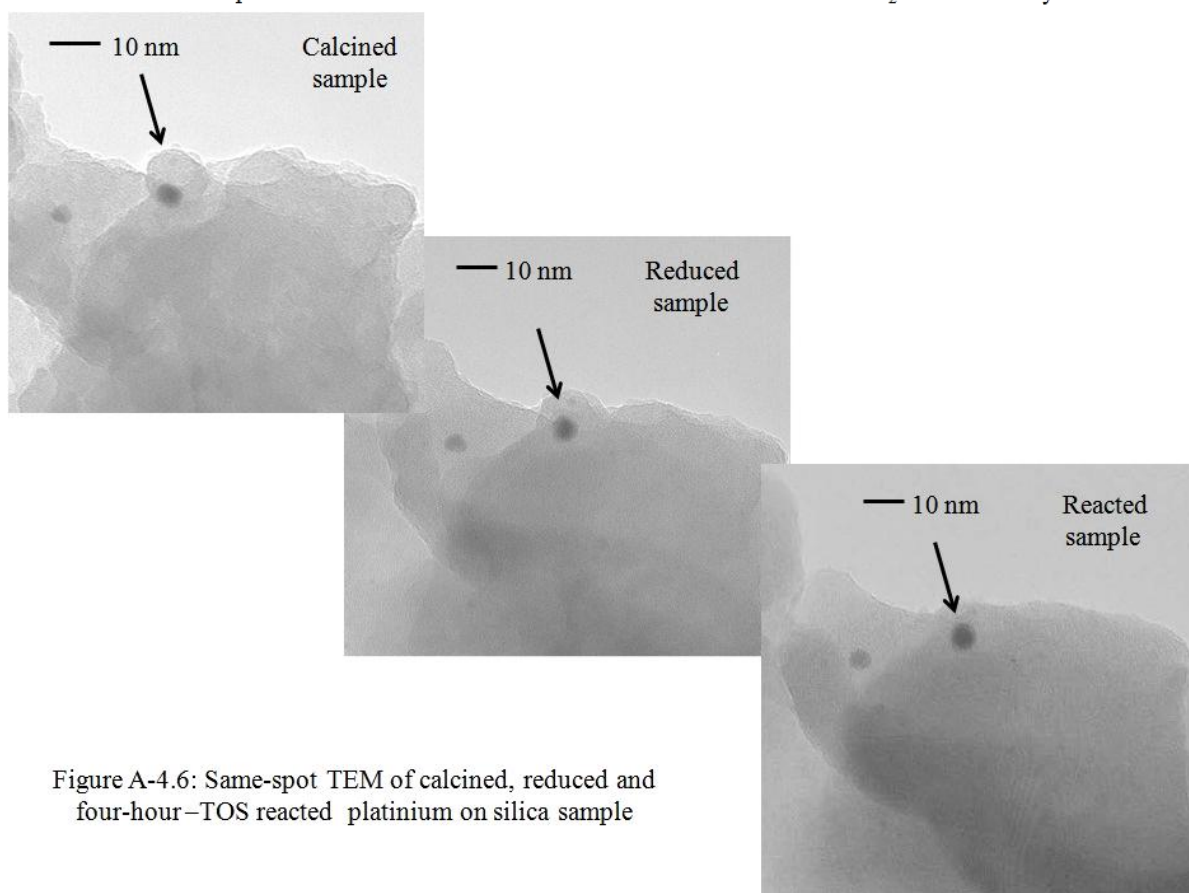 10 nm
Calcined
sample
10 nm
Reduced
sample
10 nm
Reacted
sample
Figure A-4.6: Same-spot TEM of calcined, reduced and
four-hour–TOS reacted platinium on silica sample